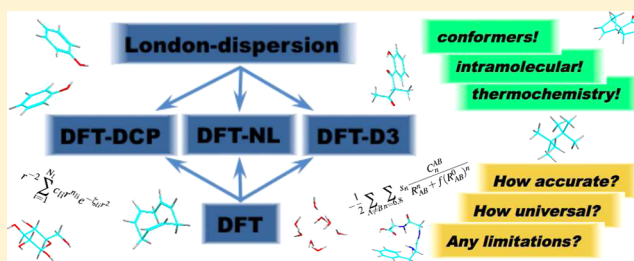 London-dispersion
DFT-DCP DFT-NL DFT-D3
DFT
conformers!
intramolecular!
thermochemistry!
How accurate?
How universal?
Any limitations?